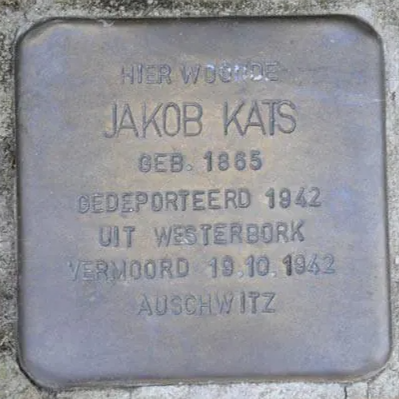 HIER WOONDE
JAKOB KATS
GEB. 1865
GEDEPORTEERD 1942
UIT WESTERBORK
VERMOORD 19.10.1942
AUSCHWITZ